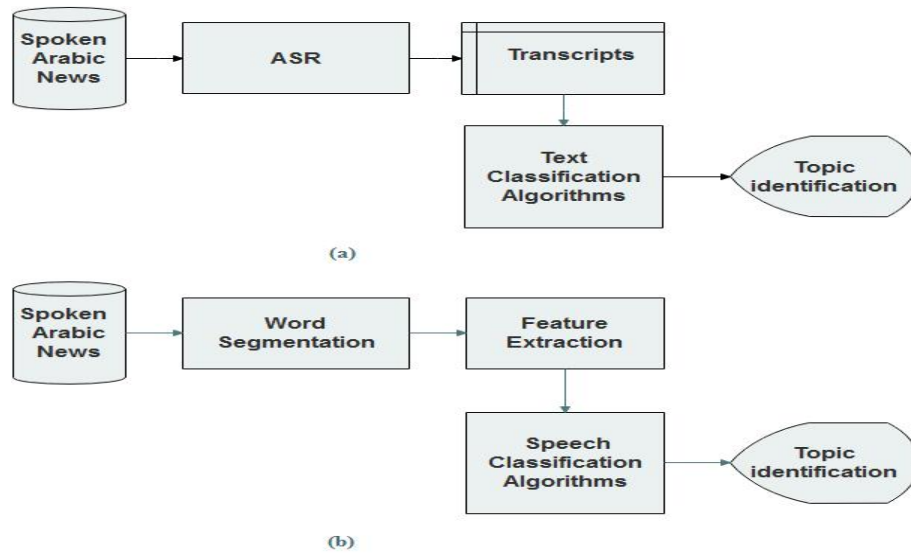 Spoken
Arabic
News
ASR
Transcripts
Text
Classification
Algorithms
Topic
identification
(a)
Spoken
Arabic
News
Word
Segmentation
Feature
Extraction
Speech
Classification
Algorithms
Topic
identification
(b)